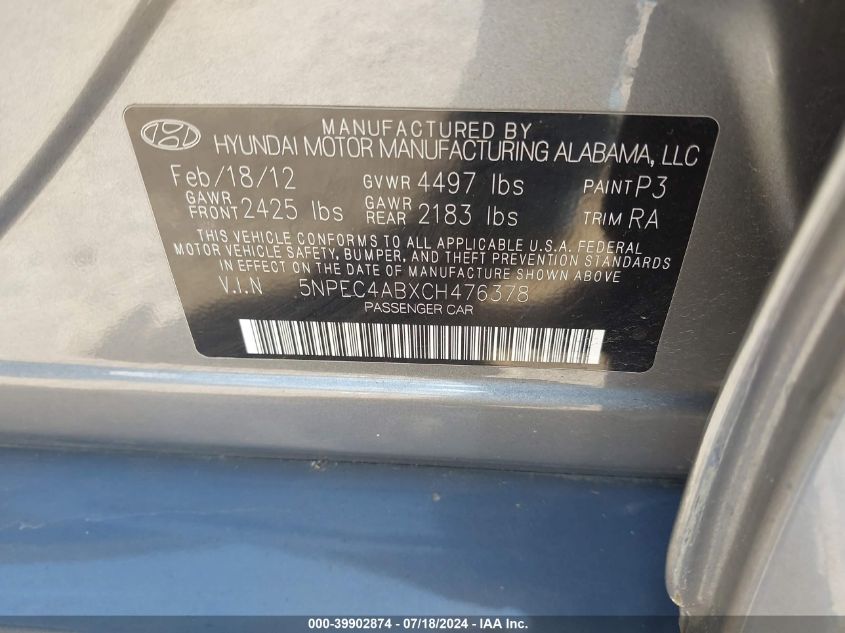 MANUFACTURED BY
HYUNDAI MOTOR MANUFACTURING ALABAMA, LLC
Feb/18/12 GVWR 4497 lbs PAINT P3
GAWR FRONT 2425 lbs GAWR REAR 2183 lbs TRIM RA
THIS VEHICLE CONFORMS TO ALL APPLICABLE U.S.A. FEDERAL
MOTOR VEHICLE SAFETY, BUMPER, AND THEFT PREVENTION STANDARDS
IN EFFECT ON THE DATE OF MANUFACTURE SHOWN ABOVE
V.I.N 5NPEC4ABXCH476378
PASSENGER CAR
000-39902874 - 07/18/2024 - IAA Inc.